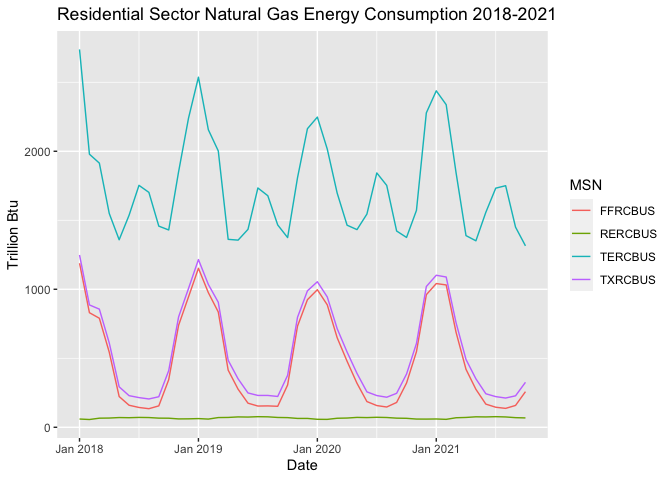 Residential Sector Natural Gas Energy Consumption 2018-2021
Trillion Btu
2000
1000
0
Jan 2018
Jan 2019
Jan 2020
Jan 2021
Date
MSN
FFRCBUS
RERCBUS
TERCBUS
TXRCBUS